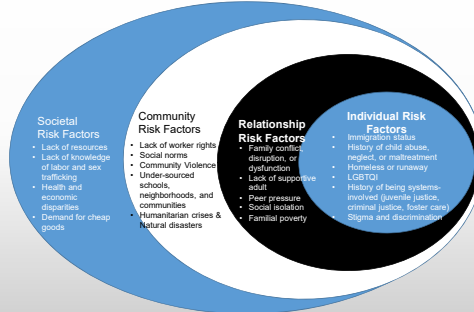 Societal
Risk Factors
• Lack of resources
• Lack of knowledge
of labor and sex
trafficking
• Health and
economic
disparities
• Demand for cheap
goods
Community
Risk Factors
• Lack of worker rights
• Social norms
• Community Violence
• Under-sourced
schools,
neighborhoods, and
communities
• Humanitarian crises &
Natural disasters
Relationship
Risk Factors
• Family conflict,
disruption, or
dysfunction
• Lack of supportive
adult
• Peer pressure
• Social isolation
• Familial poverty
Individual Risk
Factors
• Immigration status
• History of child abuse,
neglect, or maltreatment
• Homeless or runaway
• LGBTQI
• History of being systems-
involved (juvenile justice,
criminal justice, foster care)
• Stigma and discrimination